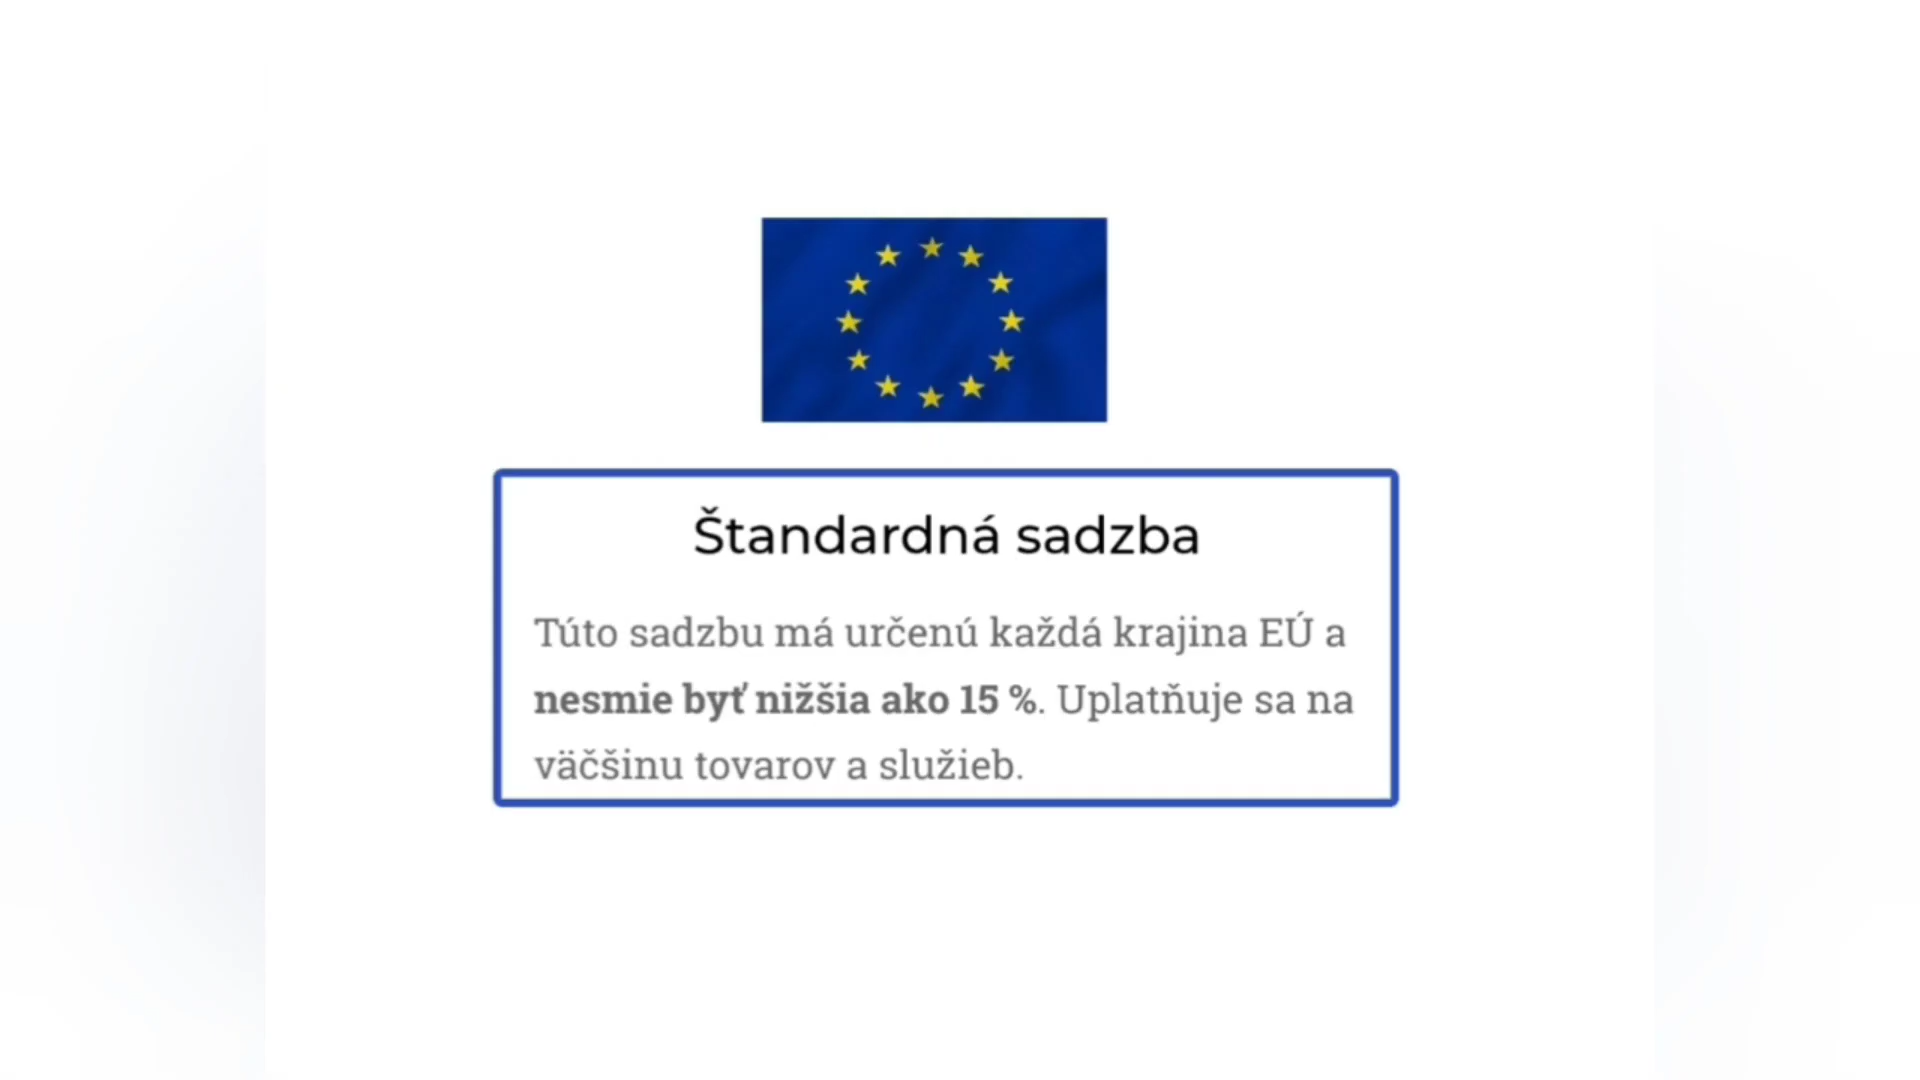 Štandardná sadzba
Túto sadzbu má určenú každá krajina EÚ a
nesmie byť nižšia ako 15 %. Uplatňuje sa na
väčšinu tovarov a služieb.